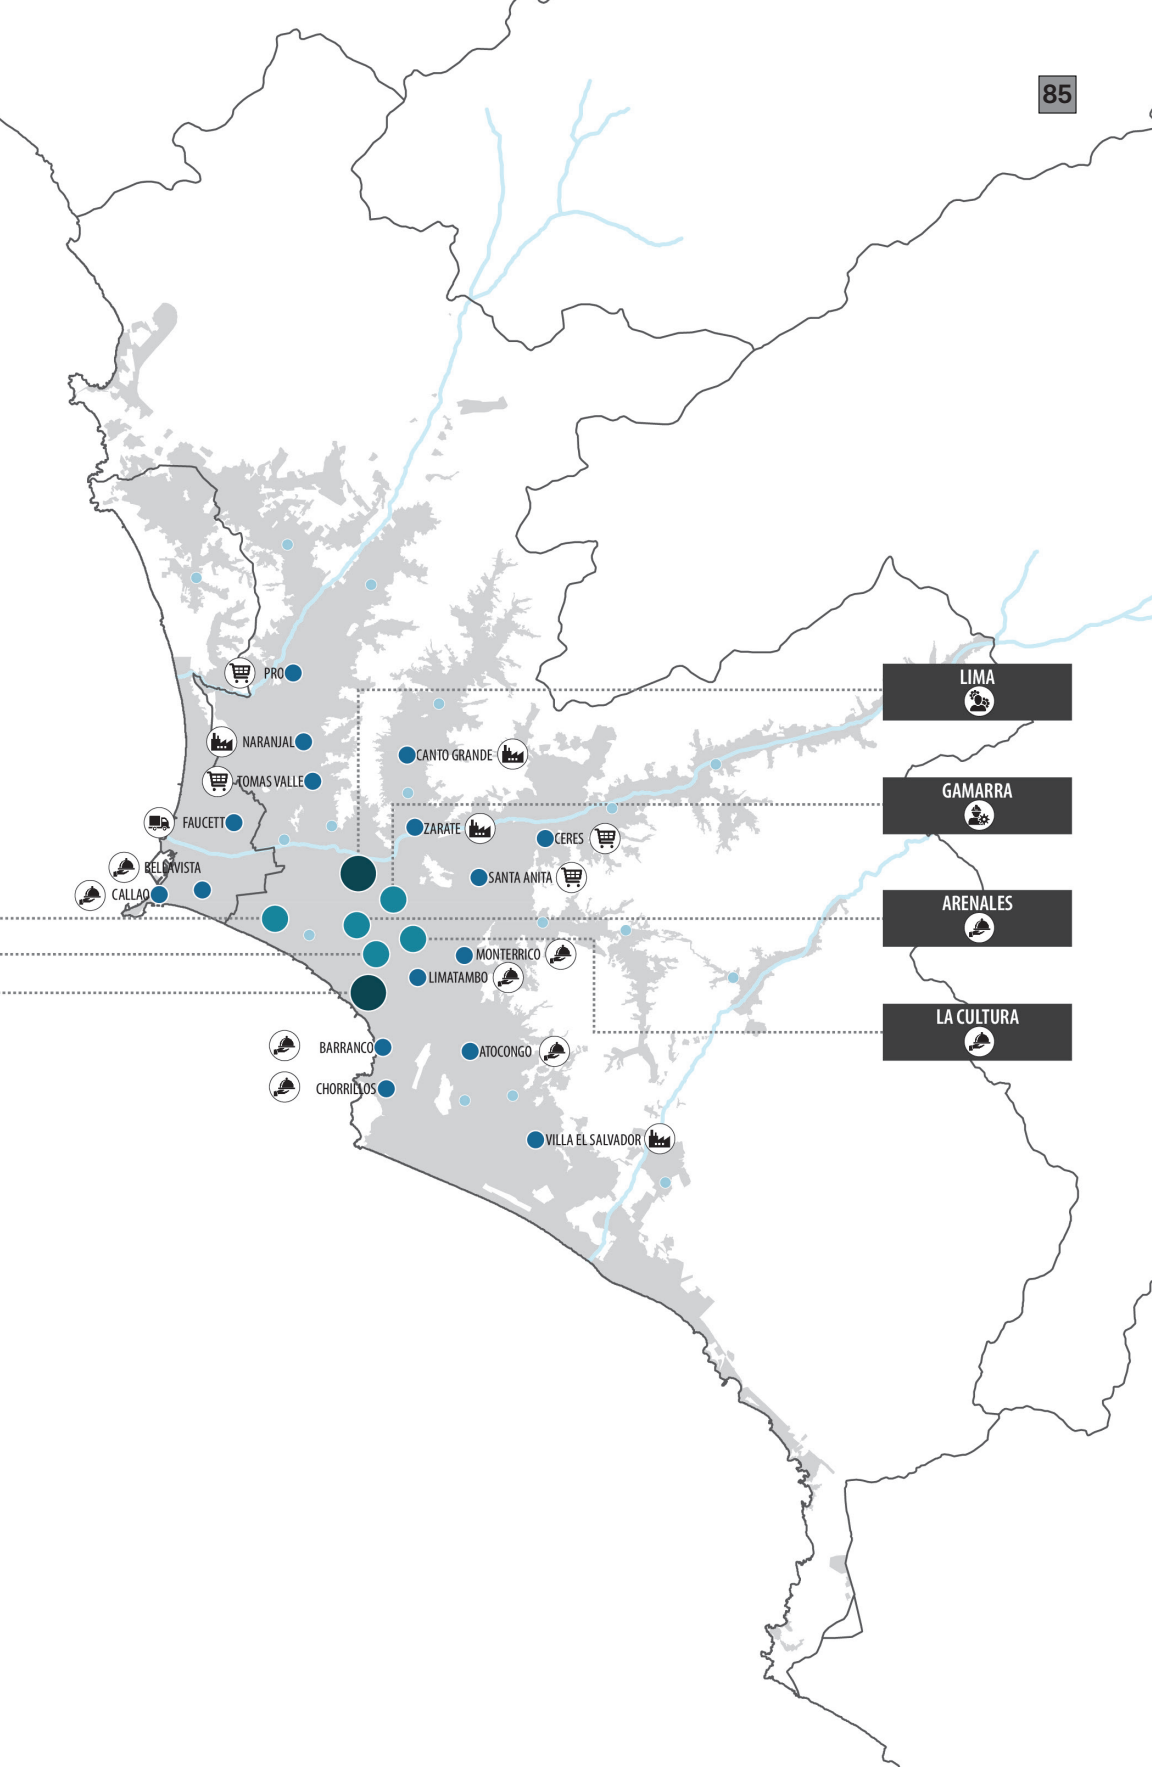 85
PRO
LIMA
NARANJAL
CANTO GRANDE
TOMAS VALLE
GAMARRA
FAUCETT
ZARATE
CERES
BELLAVISTA
SANTA ANITA
CALLAO
ARENALES
MONTERRICO
LIMATAMBO
LA CULTURA
BARRANCO
ATOCONGO
CHORRILLOS
VILLA EL SALVADOR